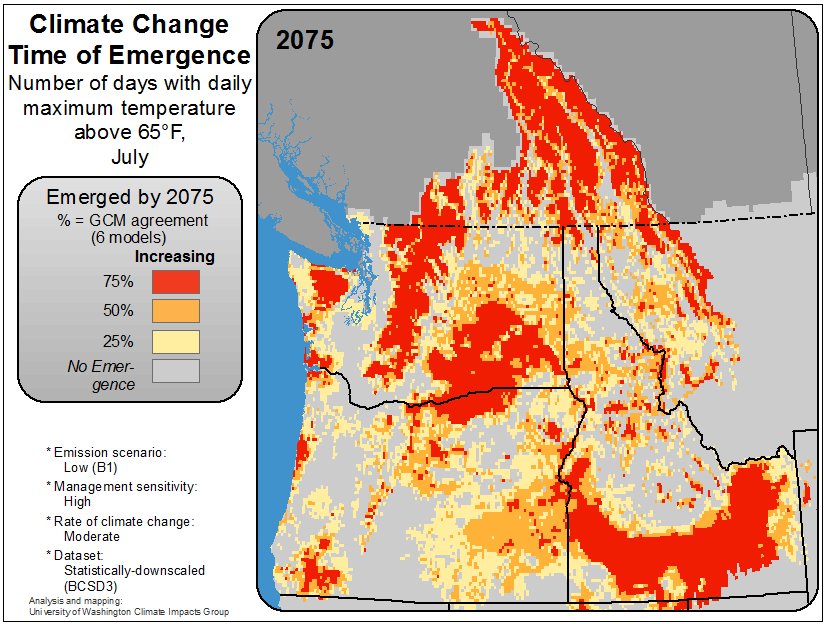 Climate Change
Time of Emergence
Number of days with daily
maximum temperature
above 65°F,
July
2075
Emerged by 2075
% = GCM agreement
(6 models)
Increasing
75%
50%
25%
No Emer-
gence
* Emission scenario:
Low (B1)
* Management sensitivity:
High
* Rate of climate change:
Moderate
* Dataset:
Statistically-downscaled
(BCSD3)
Analysis and mapping:
University of Washington Climate Impacts Group